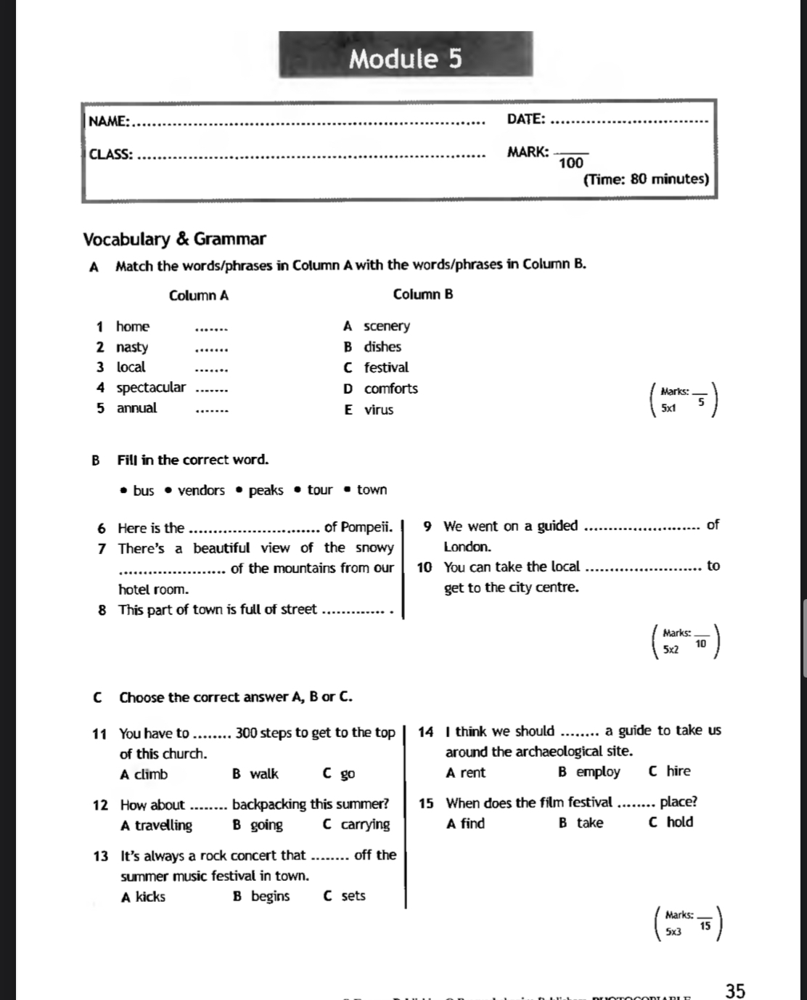 Module 5
NAME:
DATE:
CLASS:
MARK:
100
(Time: 80 minutes)
Vocabulary & Grammar
A Match the words/phrases in Column A with the words/phrases in Column B.
Column A
Column B
1 home ....... A scenery
2 nasty ....... B dishes
3 local ....... C festival
4 spectacular ....... D comforts
5 annual ....... E virus
(Marks: __
5x1 5)
B Fill in the correct word.
• bus • vendors • peaks • tour • town
6 Here is the ........................... of Pompeii.
7 There's a beautiful view of the snowy
...................... of the mountains from our
hotel room.
8 This part of town is full of street ............. .
9 We went on a guided ........................ of
London.
10 You can take the local ........................ to
get to the city centre.
(Marks: __
5x2 10)
C Choose the correct answer A, B or C.
11 You have to ........ 300 steps to get to the top
of this church.
A climb B walk C go
12 How about ........ backpacking this summer?
A travelling B going C carrying
13 It's always a rock concert that ........ off the
summer music festival in town.
A kicks B begins C sets
14 I think we should ........ a guide to take us
around the archaeological site.
A rent B employ C hire
15 When does the film festival ........ place?
A find B take C hold
(Marks: __
5x3 15)
35